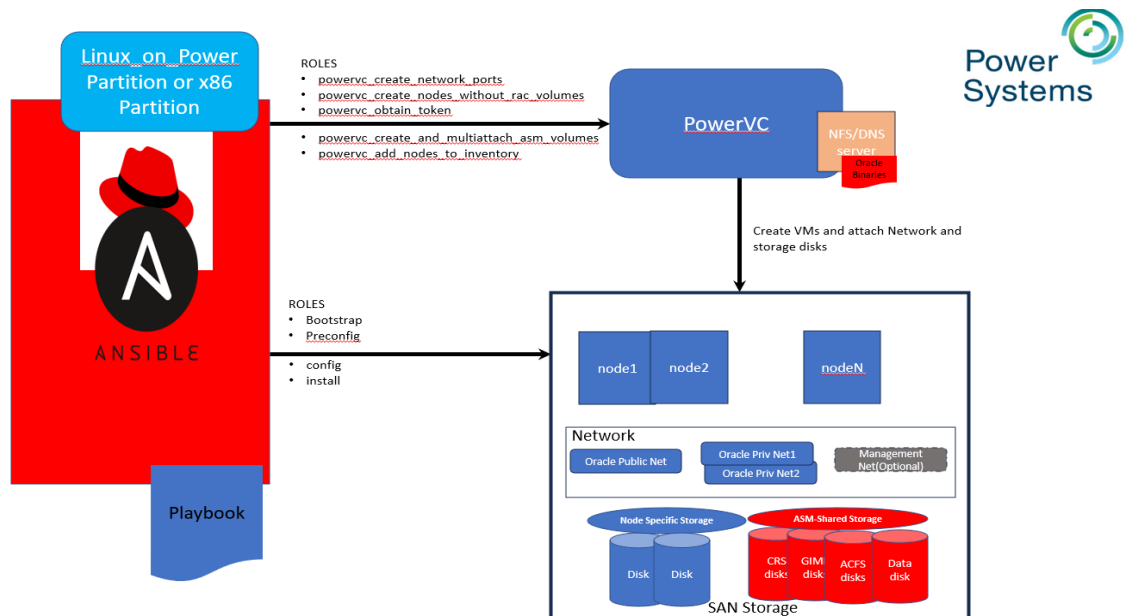 Linux_on_Power
Partition or x86
Partition
ANSIBLE
Playbook
ROLES
• powervc_create_network_ports
• powervc_create_nodes_without_rac_volumes
• powervc_obtain_token
• powervc_create_and_multiattach_asm_volumes
• powervc_add_nodes_to_inventory
PowerVC
NFS/DNS
server
Oracle
Binaries
Power
Systems
Create VMs and attach Network and
storage disks
ROLES
• Bootstrap
• Preconfig
• config
• install
node1
node2
nodeN
Network
Oracle Public Net
Oracle Priv Net1
Oracle Priv Net2
Management
Net(Optional)
Node Specific Storage
ASM-Shared Storage
Disk
Disk
CRS
disks
GIM
disk
ACFS
disks
Data
disk
SAN Storage